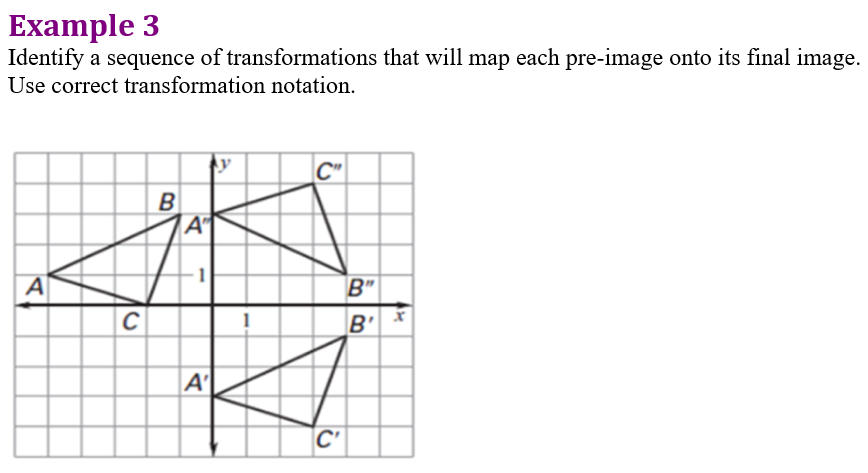 Example 3
Identify a sequence of transformations that will map each pre-image onto its final image.
Use correct transformation notation.
y
C"
B
A"
1
A
B"
C
1
B'
x
A'
C'